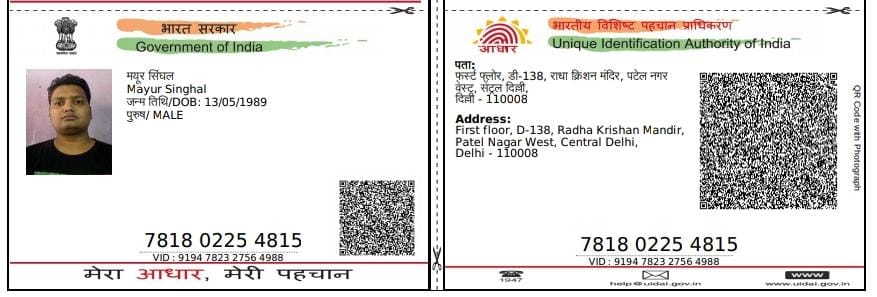 भारत सरकार
Government of India
मयूर सिंघल
Mayur Singhal
जन्म तिथि/DOB: 13/05/1989
पुरुष/ MALE
7818 0225 4815
VID : 9194 7823 2756 4988
मेरा आधार, मेरी पहचान
भारतीय विशिष्ट पहचान प्राधिकरण
Unique Identification Authority of India
आधार
पता:
फर्स्ट फ्लोर, डी-138, राधा क्रिशन मंदिर, पटेल नगर
वेस्ट, सेंट्रल दिल्ली,
दिल्ली - 110008
Address:
First floor, D-138, Radha Krishan Mandir,
Patel Nagar West, Central Delhi,
Delhi - 110008
QR Code with Photograph
7818 0225 4815
VID : 9194 7823 2756 4988
1947
help@uidai.gov.in
www
www.uidai.gov.in